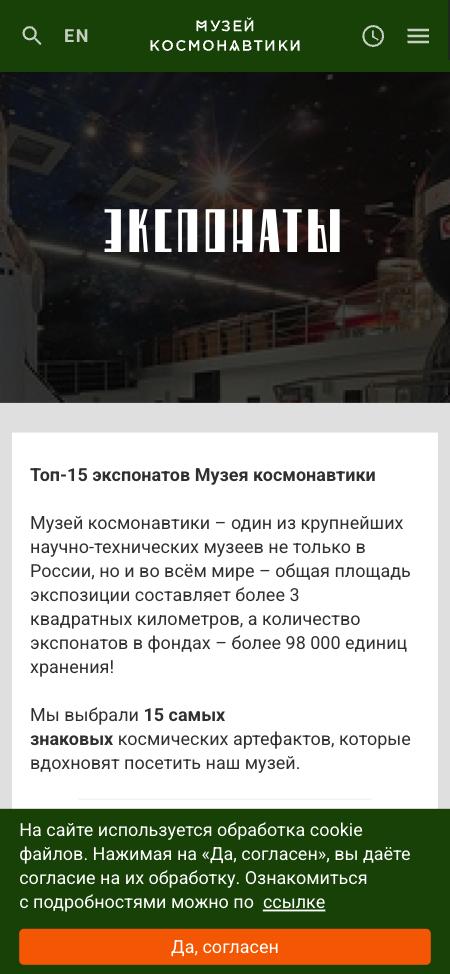 EN
МУЗЕЙ
КОСМОНАВТИКИ
ЭКСПОНАТЫ
Топ-15 экспонатов Музея космонавтики
Музей космонавтики – один из крупнейших
научно-технических музеев не только в
России, но и во всём мире – общая площадь
экспозиции составляет более 3
квадратных километров, а количество
экспонатов в фондах – более 98 000 единиц
хранения!
Мы выбрали 15 самых
знаковых космических артефактов, которые
вдохновят посетить наш музей.
На сайте используется обработка cookie
файлов. Нажимая на «Да, согласен», вы даёте
согласие на их обработку. Ознакомиться
с подробностями можно по ссылке
Да, согласен